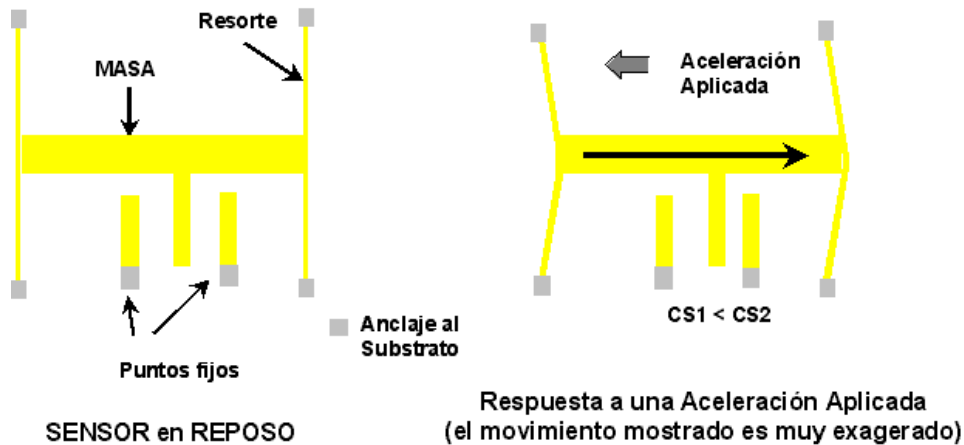 Resorte
MASA
Aceleración
Aplicada
CS1 < CS2
Anclaje al
Substrato
Puntos fijos
SENSOR en REPOSO
Respuesta a una Aceleración Aplicada
(el movimiento mostrado es muy exagerado)